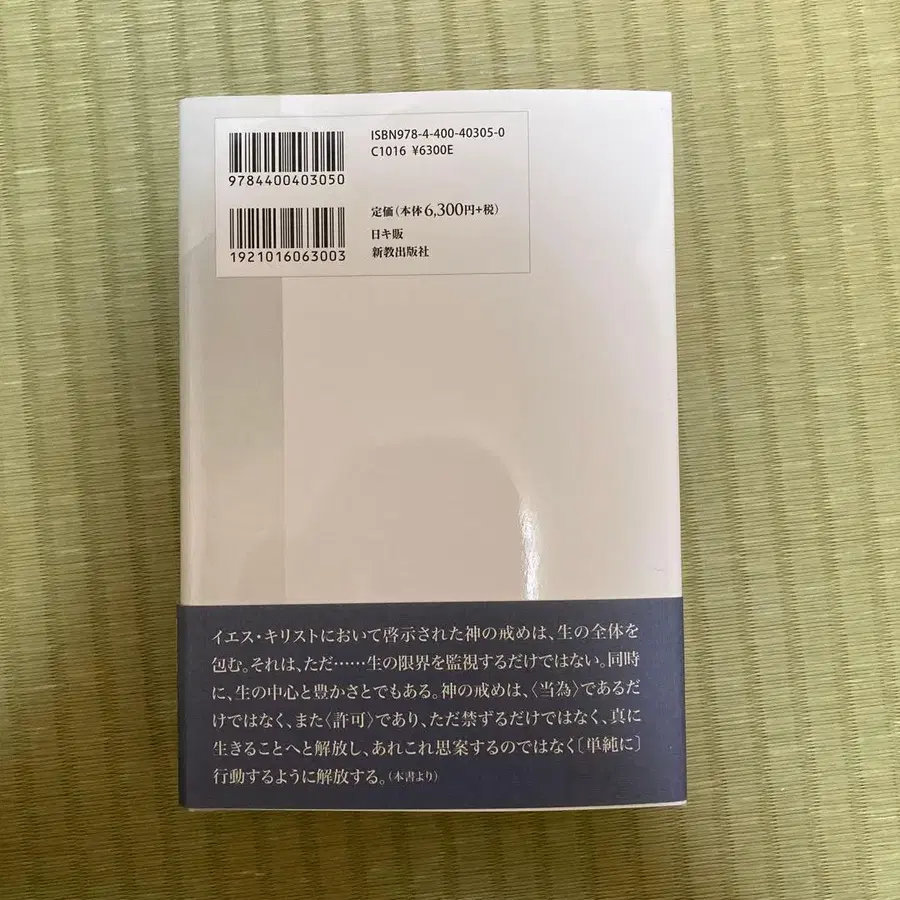 ISBN978-4-400-40305-0
C1016 ¥6300E
9784400403050
定価(本体6,300円+税)
日キ販
新教出版社
1921016063003
イエス・キリストにおいて啓示された神の戒めは、生の全体を
包む。それは、ただ……生の限界を監視するだけではない。同時
に、生の中心と豊かさとでもある。神の戒めは、〈当為〉であるだ
けではなく、また〈許可〉であり、ただ禁ずるだけではなく、真に
生きることへと解放し、あれこれ思案するのではなく〔単純に〕
行動するように解放する。(本書より)